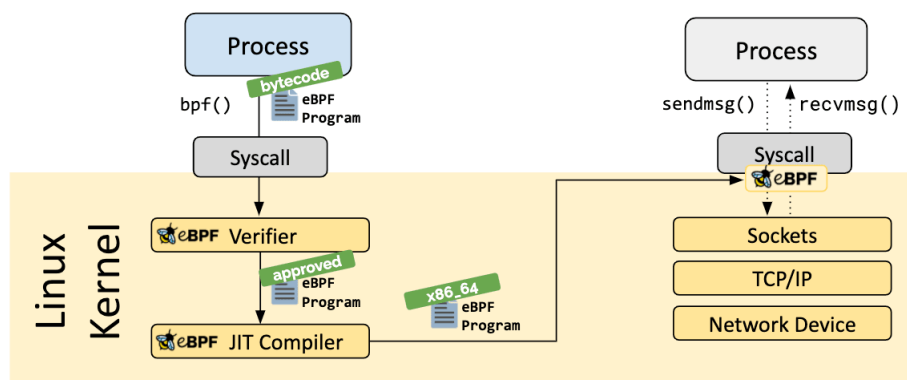 Process
bytecode
bpf()
eBPF
Program
Syscall
Linux
Kernel
eBPF Verifier
approved
eBPF
Program
eBPF JIT Compiler
x86_64
eBPF
Program
Process
sendmsg()
recvmsg()
Syscall
eBPF
Sockets
TCP/IP
Network Device